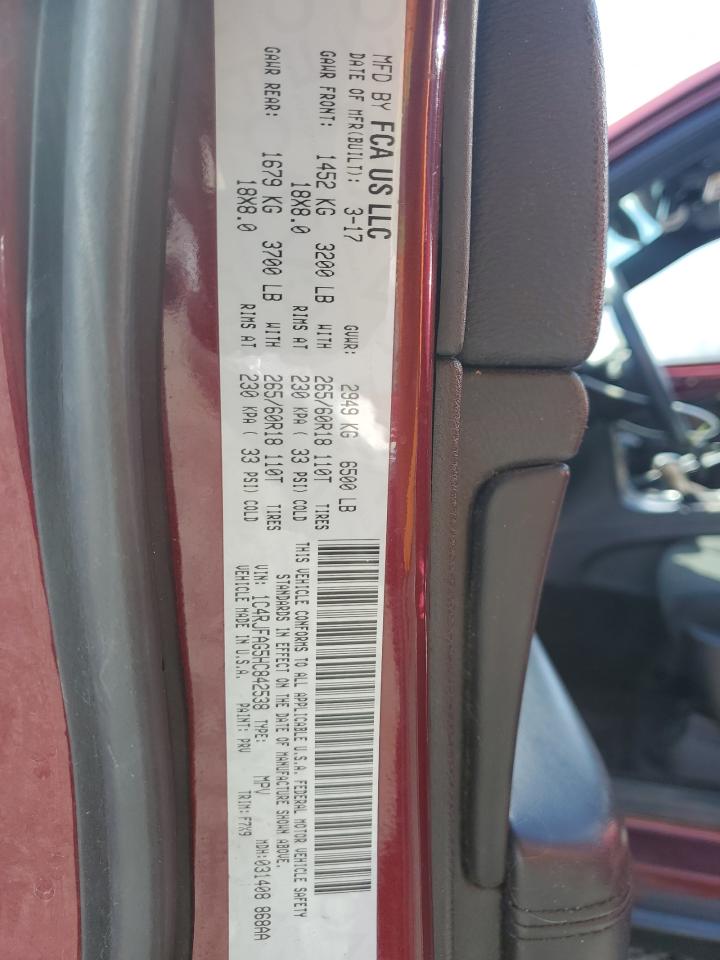 MFD BY FCA US LLC
DATE OF MFR(BUILT): 3-17 GVWR: 2949 KG 6500 LB
GAWR FRONT: 1452 KG 3200 LB WITH 265/60R18 110T TIRES
18X8.0 RIMS AT 230 KPA ( 33 PSI) COLD
GAWR REAR: 1679 KG 3700 LB WITH 265/60R18 110T TIRES
18X8.0 RIMS AT 230 KPA ( 33 PSI) COLD
THIS VEHICLE CONFORMS TO ALL APPLICABLE U.S.A. FEDERAL MOTOR VEHICLE SAFETY
STANDARDS IN EFFECT ON THE DATE OF MANUFACTURE SHOWN ABOVE.
VIN: 1C4RJFAG5HC842538 TYPE: MPV MDH:031408 868AA
VEHICLE MADE IN U.S.A. PAINT: PRV TRIM: F7X9